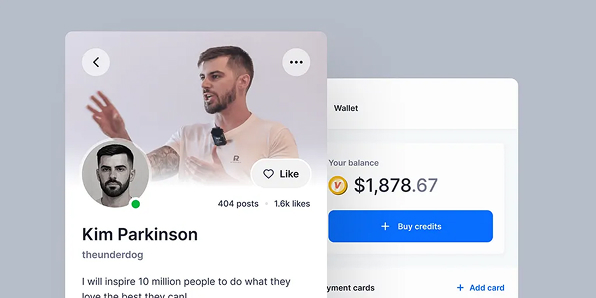 Like
404 posts
1.6k likes
Kim Parkinson
theunderdog
I will inspire 10 million people to do what they
love the best they can!
Wallet
Your balance
V $1,878.67
+ Buy credits
yment cards
+ Add card